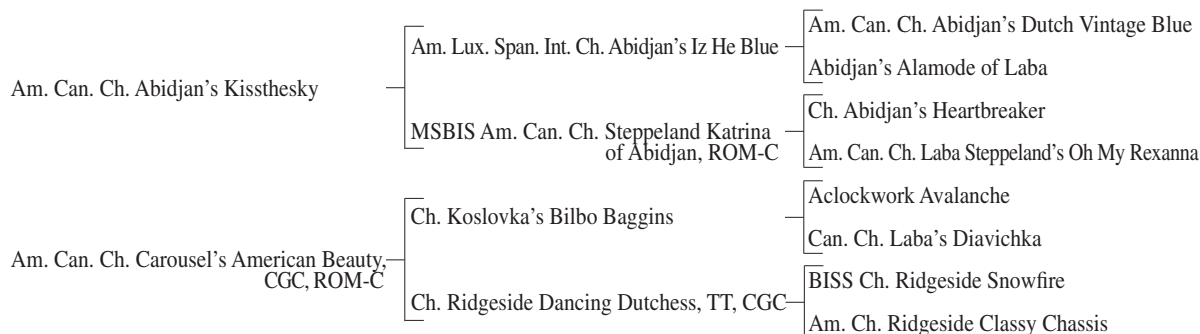 Am. Can. Ch. Abidjan's Kissthesky
Am. Lux. Span. Int. Ch. Abidjan's Iz He Blue
Am. Can. Ch. Abidjan's Dutch Vintage Blue
Abidjan's Alamode of Laba
MSBIS Am. Can. Ch. Steppeland Katrina
of Abidjan, ROM-C
Ch. Abidjan's Heartbreaker
Am. Can. Ch. Laba Steppeland's Oh My Rexanna
Am. Can. Ch. Carousel's American Beauty,
CGC, ROM-C
Ch. Koslovka's Bilbo Baggins
Aclockwork Avalanche
Can. Ch. Laba's Diavichka
Ch. Ridgeside Dancing Dutchess, TT, CGC
BISS Ch. Ridgeside Snowfire
Am. Ch. Ridgeside Classy Chassis